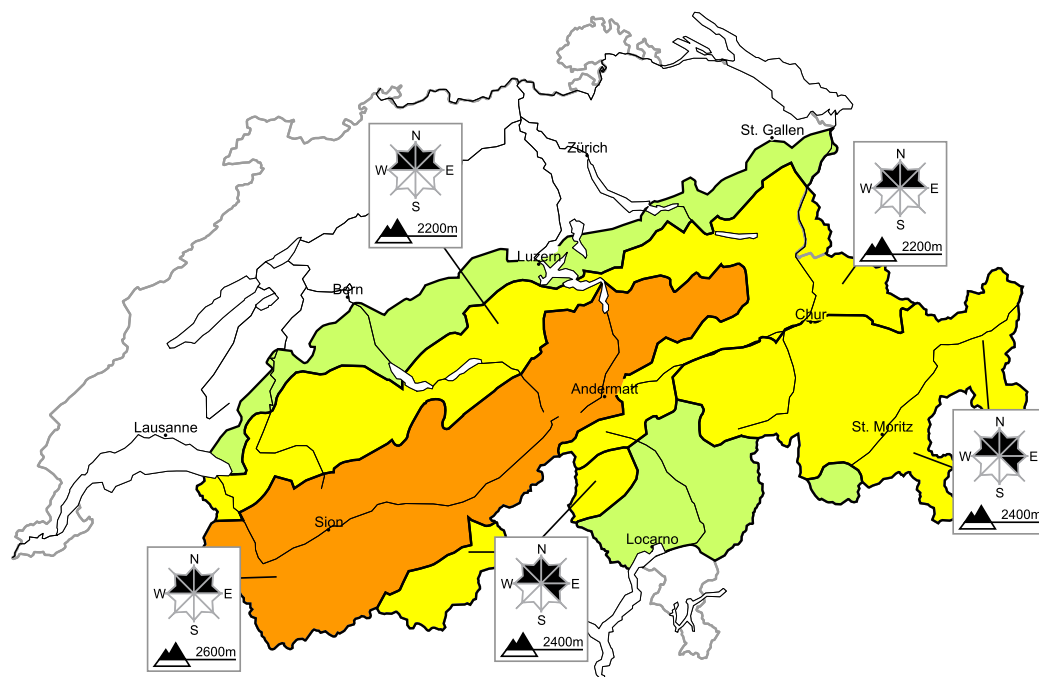 St. Gallen
Zürich
N
W E
S
2200m
N
W E
S
2200m
Luzern
Bern
Chur
Andermatt
Lausanne
St. Moritz
N
W E
S
2400m
Sion
Locarno
N
W E
S
2600m
N
W E
S
2400m